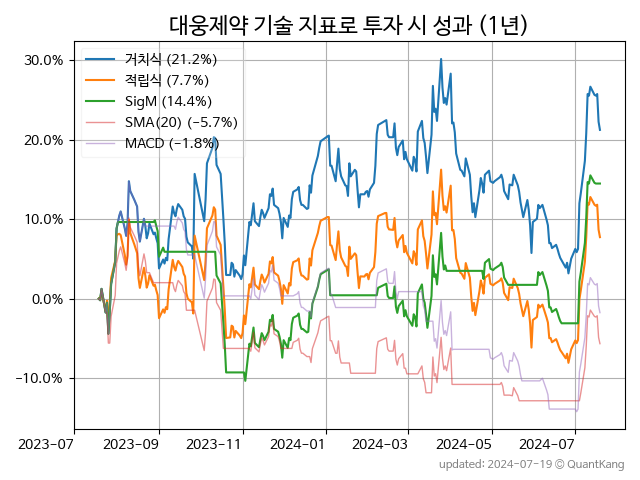 대웅제약 기술 지표로 투자 시 성과 (1년)
거치식 (21.2%)
적립식 (7.7%)
SigM (14.4%)
SMA(20) (−5.7%)
MACD (−1.8%)
30.0%
20.0%
10.0%
0.0%
−10.0%
2023-07 2023-09 2023-11 2024-01 2024-03 2024-05 2024-07
updated: 2024-07-19 © QuantKang